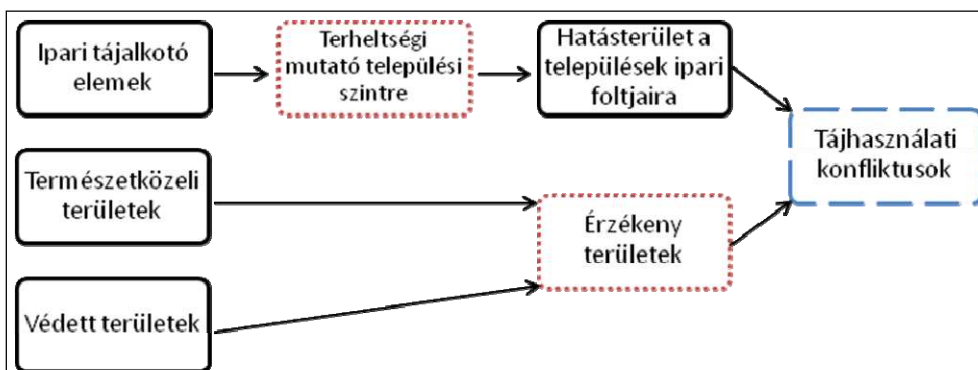 Ipari tájalkotó
elemek
Terheltségi
mutató települési
szintre
Hatásterület a
települések ipari
foltjaira
Tájhasználati
konfliktusok
Természetközeli
területek
Érzékeny
területek
Védett területek